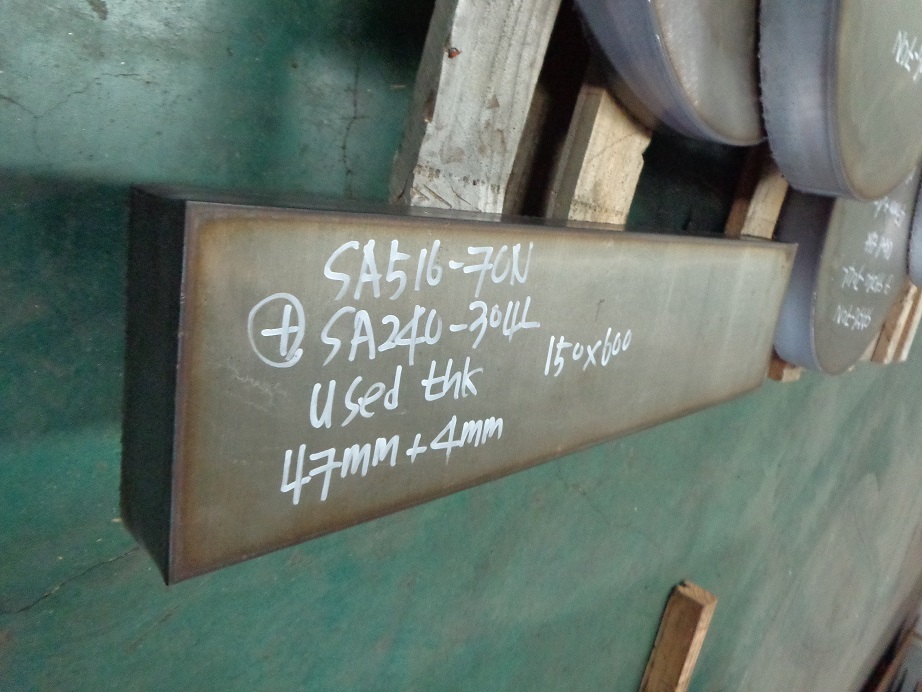 SA516-70N
⊕ SA240-304L
Used thk
150x600
47mm+4mm